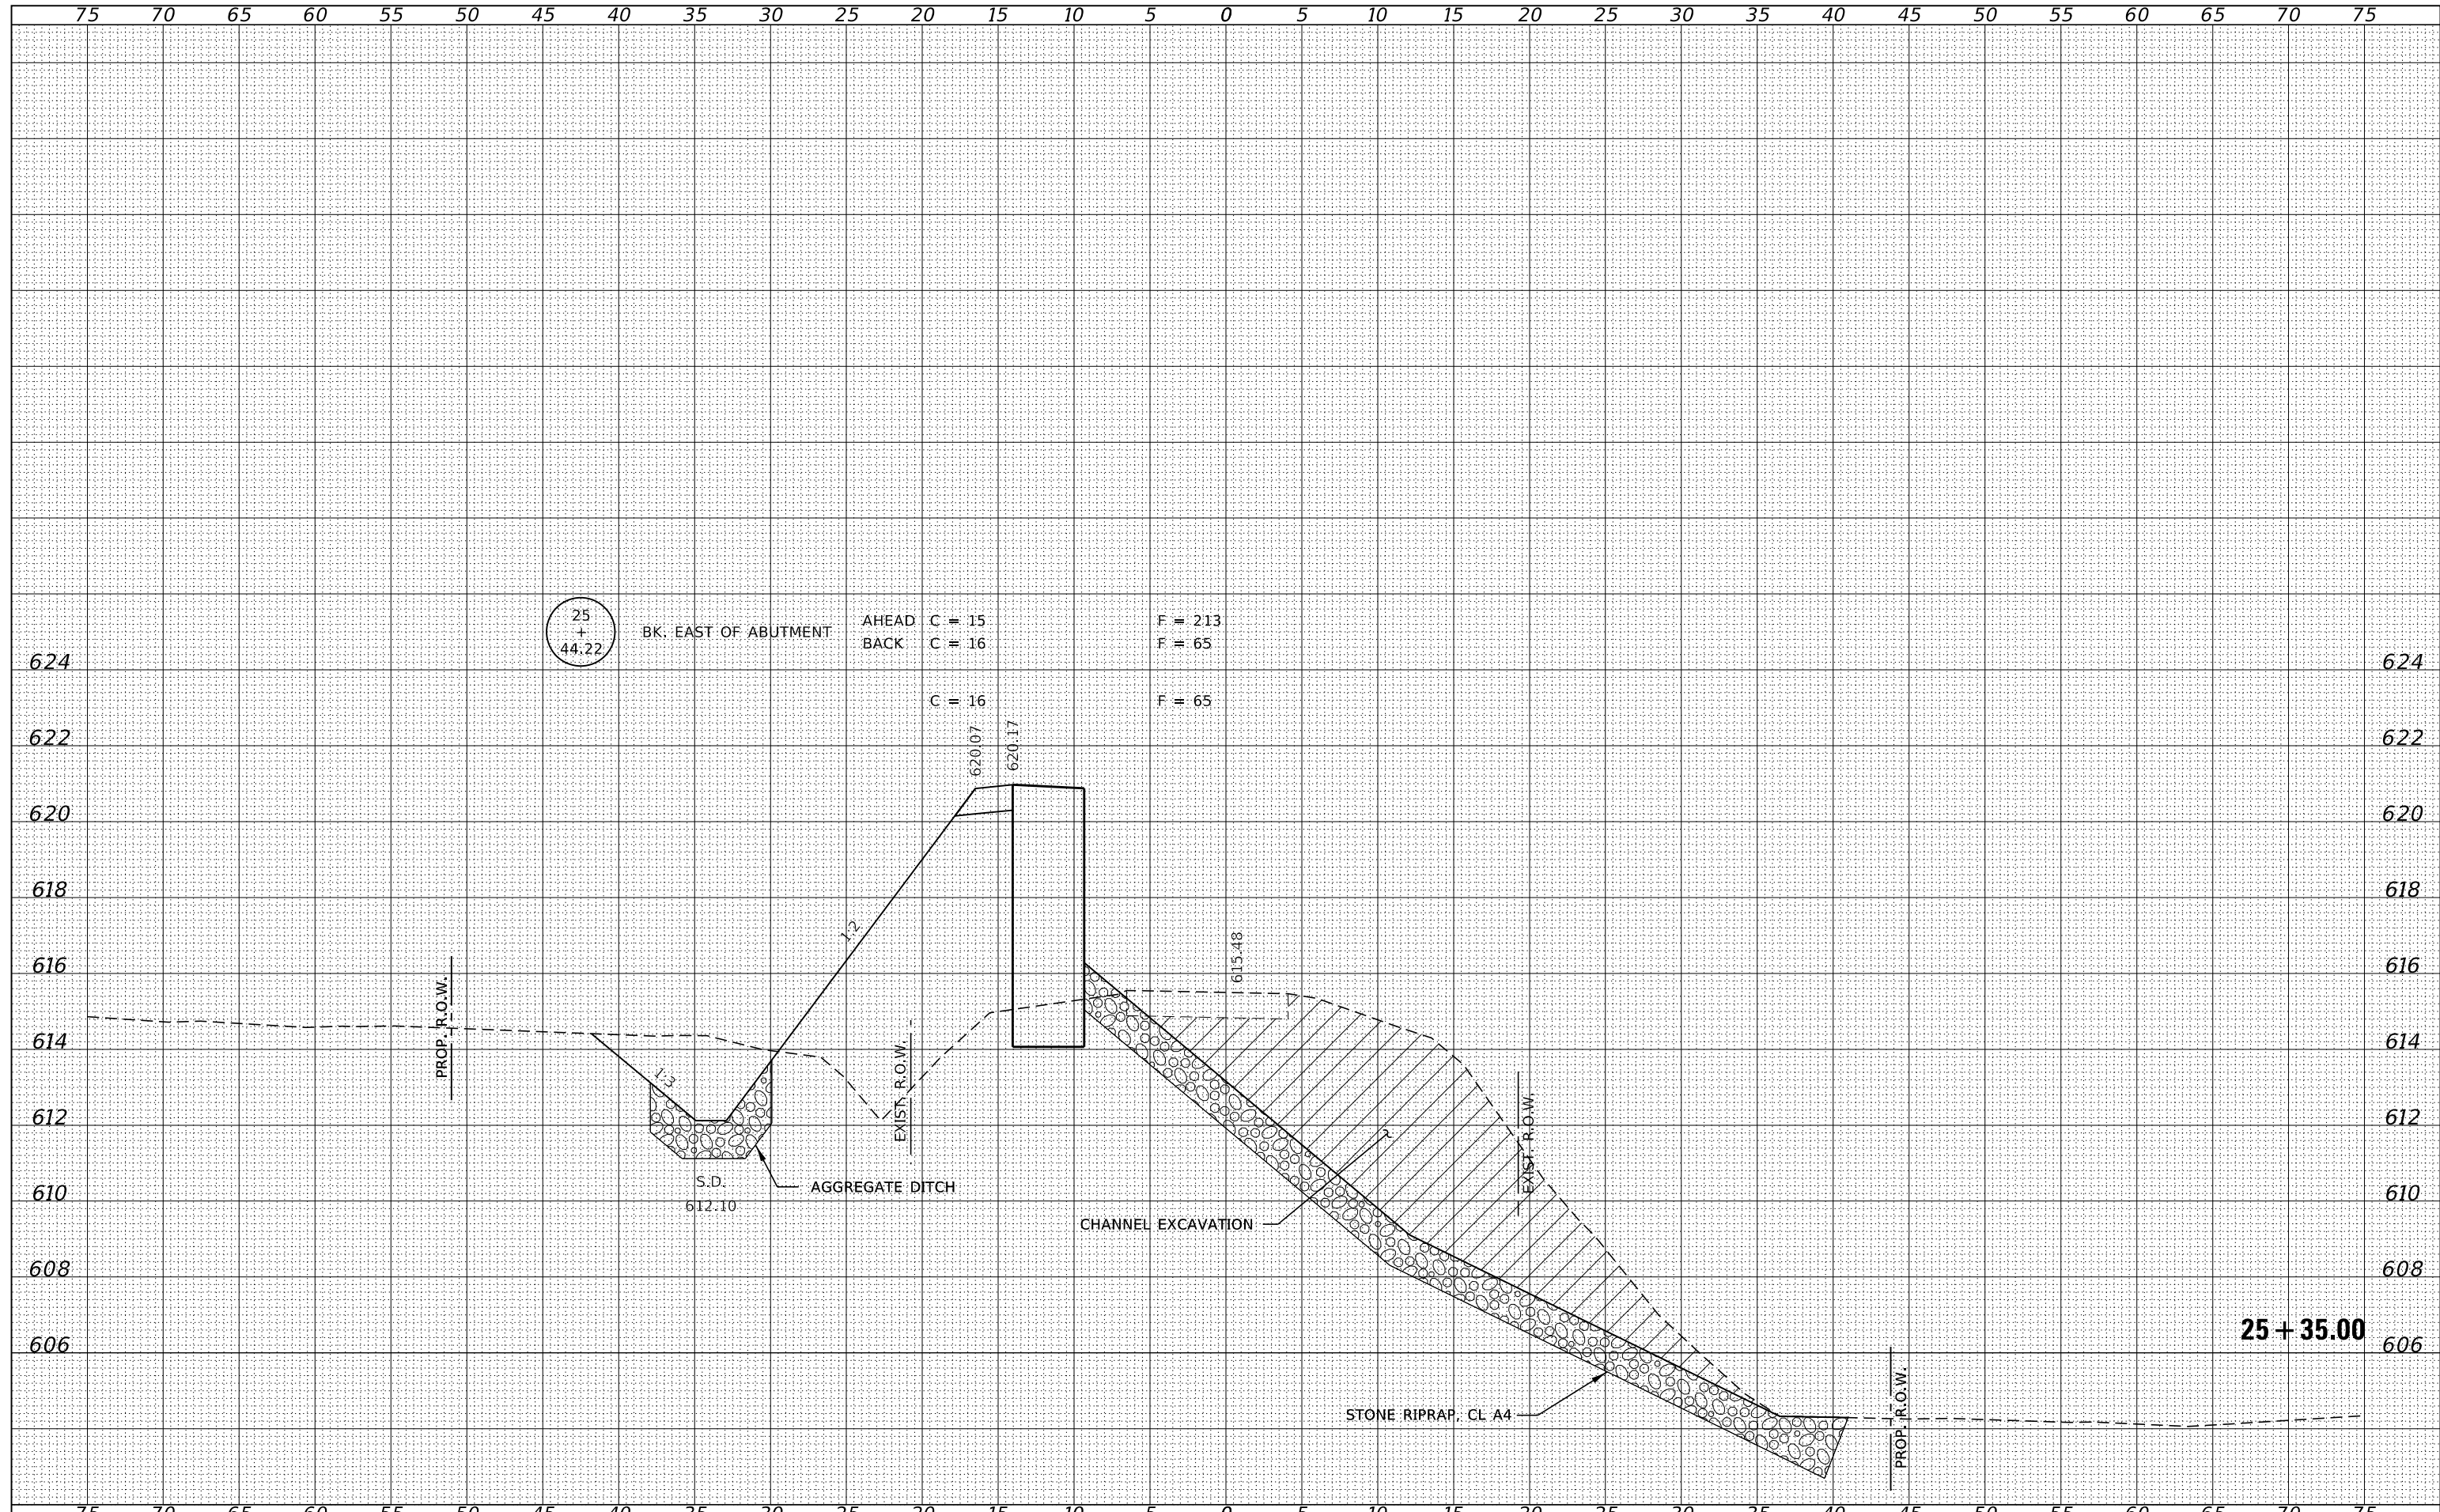 75 70 65 60 55 50 45 40 35 30 25 20 15 10 5 0 5 10 15 20 25 30 35 40 45 50 55 60 65 70 75
25
+
44.22
BK. EAST OF ABUTMENT
AHEAD C = 15 F = 213
BACK C = 16 F = 65
C = 16 F = 65
624 624
622 622
620 620
618 618
616 616
614 614
612 612
610 610
608 608
606 606
620.07
620.17
1:2
615.48
PROP. R.O.W.
1:3
EXIST. R.O.W.
EXIST. R.O.W.
S.D.
612.10
AGGREGATE DITCH
CHANNEL EXCAVATION
STONE RIPRAP, CL A4
25+35.00
PROP. R.O.W.
75 70 65 60 55 50 45 40 35 30 25 20 15 10 5 0 5 10 15 20 25 30 35 40 45 50 55 60 65 70 75